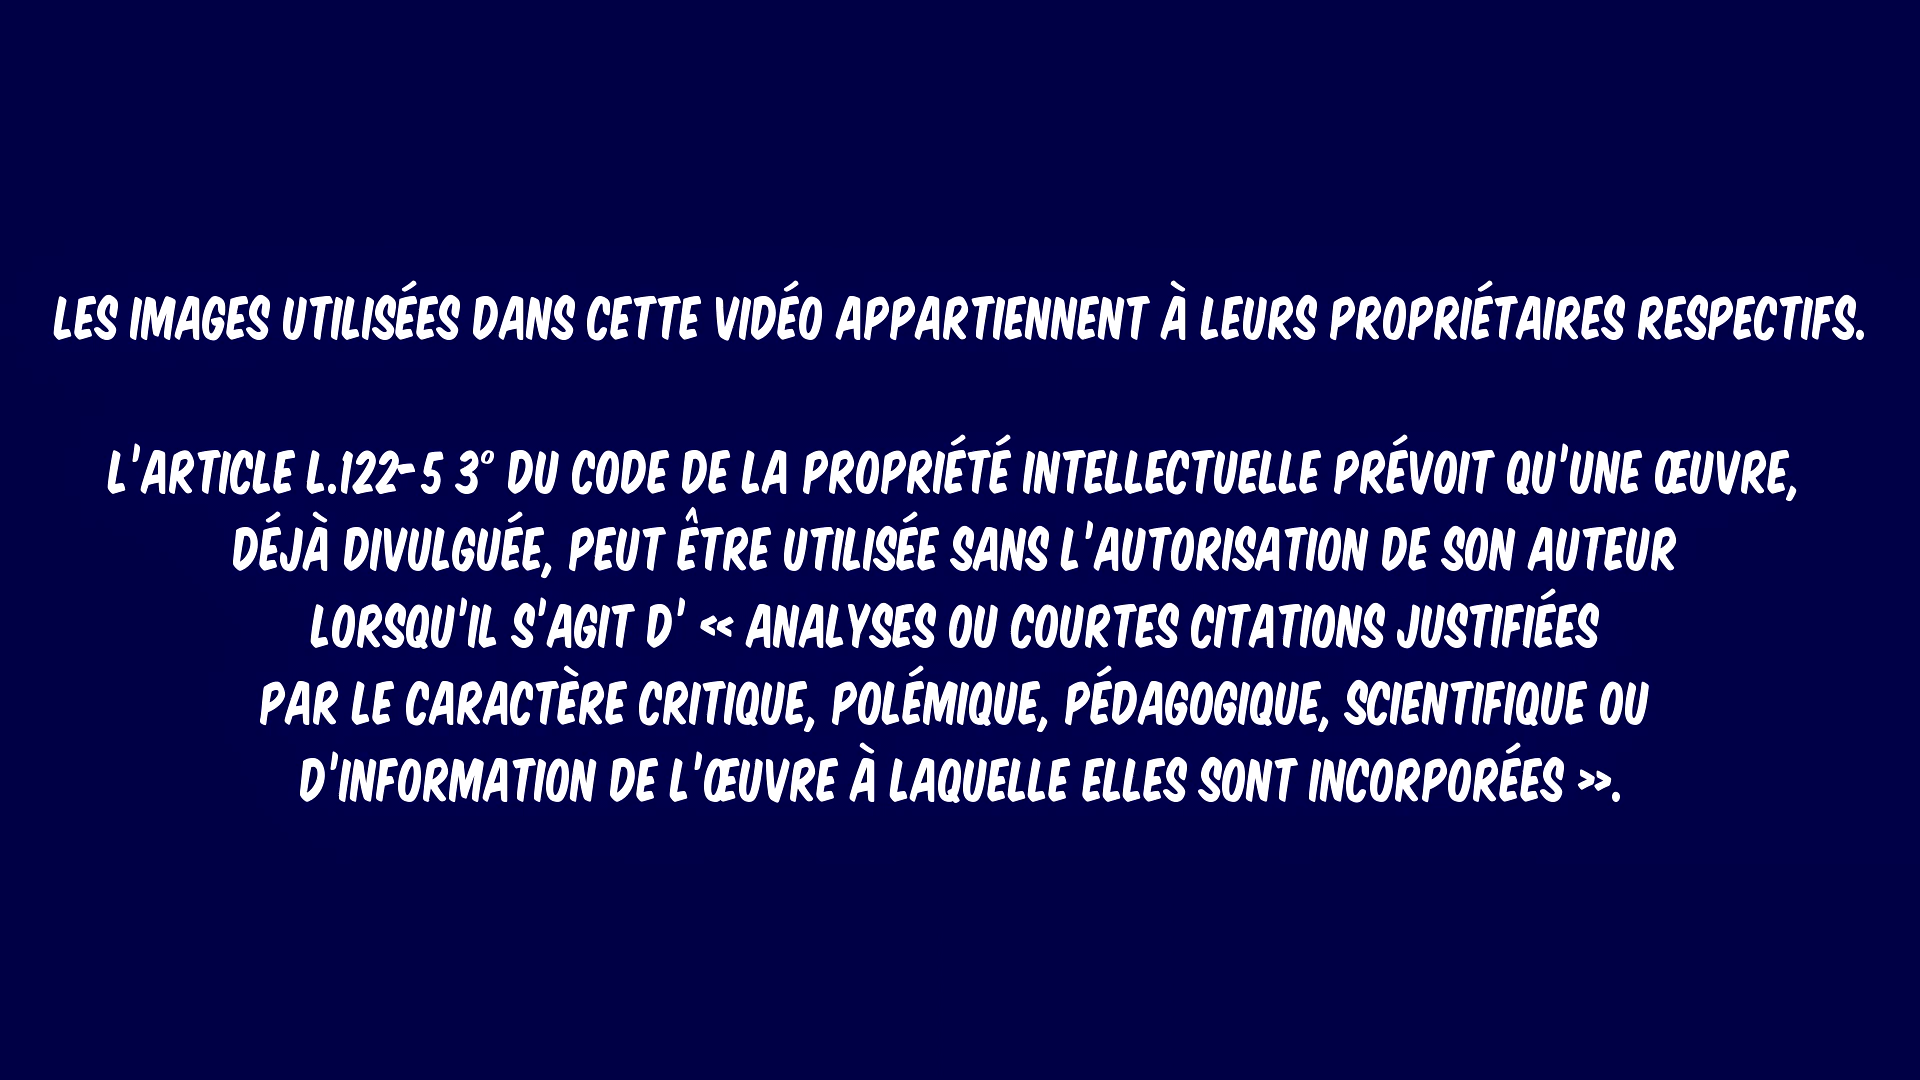 LES IMAGES UTILISÉES DANS CETTE VIDÉO APPARTIENNENT À LEURS PROPRIÉTAIRES RESPECTIFS.
L'ARTICLE L.122-5 3° DU CODE DE LA PROPRIÉTÉ INTELLECTUELLE PRÉVOIT QU'UNE ŒUVRE,
DÉJÀ DIVULGUÉE, PEUT ÊTRE UTILISÉE SANS L'AUTORISATION DE SON AUTEUR
LORSQU'IL S'AGIT D' « ANALYSES OU COURTES CITATIONS JUSTIFIÉES
PAR LE CARACTÈRE CRITIQUE, POLÉMIQUE, PÉDAGOGIQUE, SCIENTIFIQUE OU
D'INFORMATION DE L'ŒUVRE À LAQUELLE ELLES SONT INCORPORÉES ».